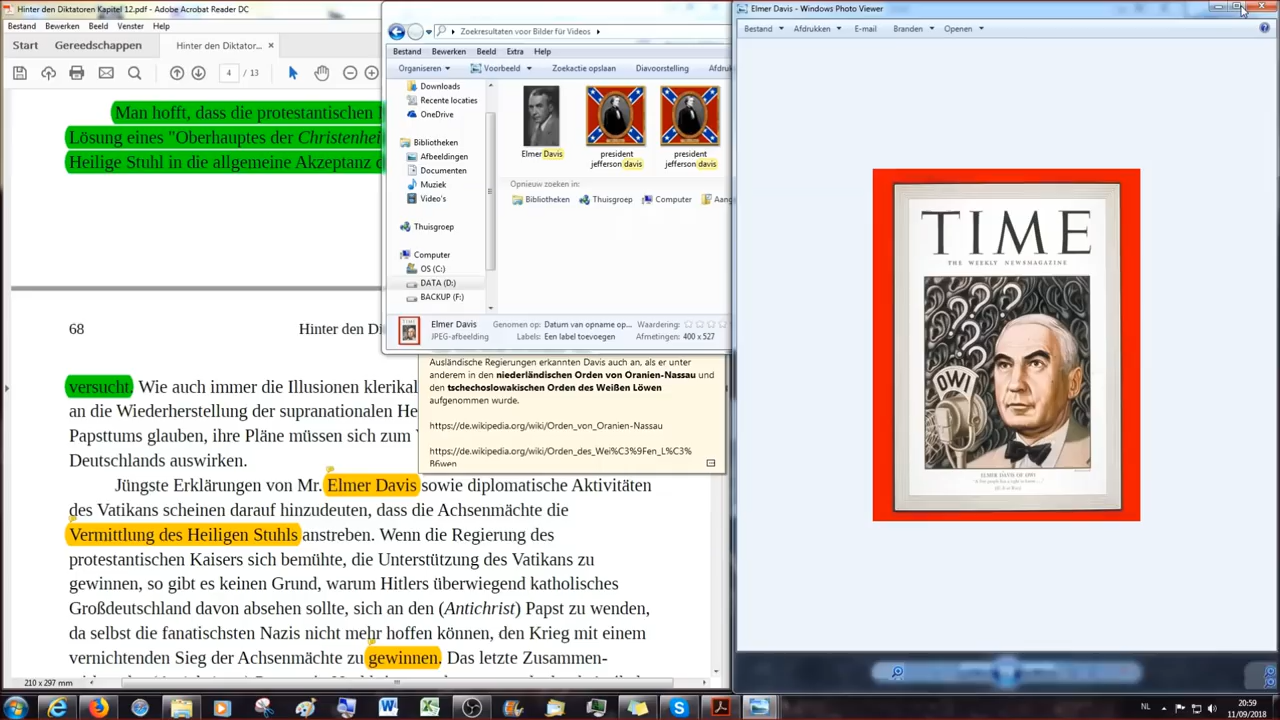 Hinter den Diktatoren Kapitel 12.pdf - Adobe Acrobat Reader DC
Bestand Bewerken Beeld Venster Help
Start Gereedschappen Hinter den Diktator...
4 / 13
Man hofft, dass die protestantischen
Lösung eines "Oberhauptes der Christenhei
Heilige Stuhl in die allgemeine Akzeptanz
68 Hinter den Di
versucht. Wie auch immer die Illusionen klerikal
an die Wiederherstellung der supranationalen He
Papsttums glauben, ihre Pläne müssen sich zum
Deutschlands auswirken.
Jüngste Erklärungen von Mr. Elmer Davis sowie diplomatische Aktivitäten
des Vatikans scheinen darauf hinzudeuten, dass die Achsenmächte die
Vermittlung des Heiligen Stuhls anstreben. Wenn die Regierung des
protestantischen Kaisers sich bemühte, die Unterstützung des Vatikans zu
gewinnen, so gibt es keinen Grund, warum Hitlers überwiegend katholisches
Großdeutschland davon absehen sollte, sich an den (Antichrist) Papst zu wenden,
da selbst die fanatischsten Nazis nicht mehr hoffen können, den Krieg mit einem
vernichtenden Sieg der Achsenmächte zu gewinnen. Das letzte Zusammen-
210 x 297 mm
Zoekresultaten voor Bilder für Videos
Bestand Bewerken Beeld Extra Help
Organiseren Voorbeeld Zoekactie opslaan Diavoorstelling Afdruk
Downloads
Recente locaties
OneDrive
Bibliotheken
Afbeeldingen
Documenten
Muziek
Video's
Thuisgroep
Computer
OS (C:)
DATA (D:)
BACKUP (F:)
Elmer Davis
president
jefferson davis
president
jefferson davis
Opnieuw zoeken in:
Bibliotheken Thuisgroep Computer Aang
Elmer Davis Genomen op: Datum van opname op... Waardering:
JPEG-afbeelding Labels: Een label toevoegen Afmetingen: 400 x 527
Ausländische Regierungen erkannten Davis auch an, als er unter
anderem in den niederländischen Orden von Oranien-Nassau und
den tschechoslowakischen Orden des Weißen Löwen
aufgenommen wurde.
https://de.wikipedia.org/wiki/Orden_von_Oranien-Nassau
https://de.wikipedia.org/wiki/Orden_des_Wei%C3%9Fen_L%C3%
B6wen
Elmer Davis - Windows Photo Viewer
Bestand Afdrukken E-mail Branden Openen
TIME
THE WEEKLY NEWSMAGAZINE
OWI
ELMER DAVIS OF OWI
NL
20:59
11/09/2018